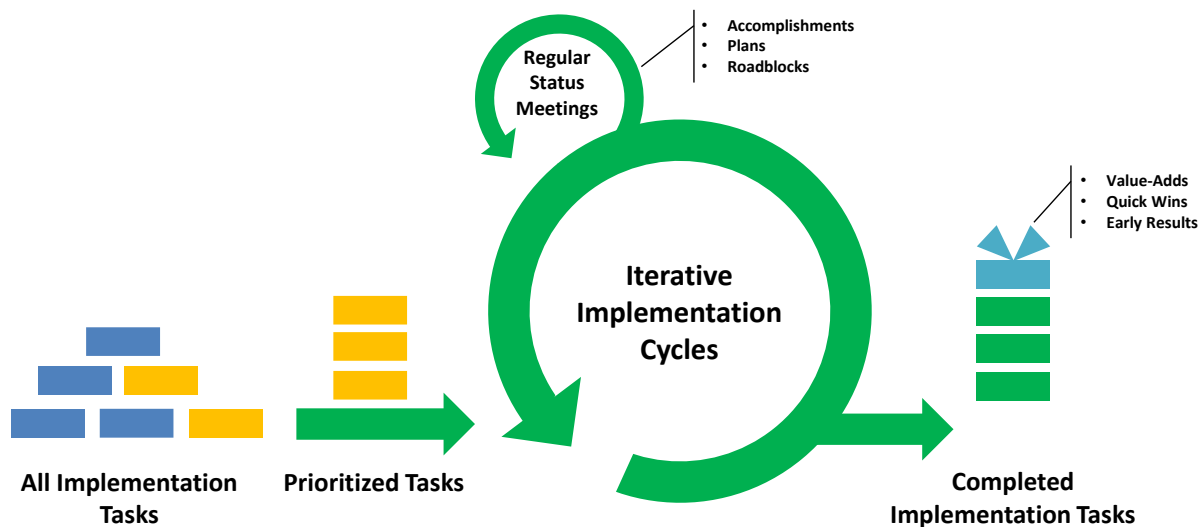 Regular
Status
Meetings
• Accomplishments
• Plans
• Roadblocks
• Value-Adds
• Quick Wins
• Early Results
Iterative
Implementation
Cycles
All Implementation
Tasks
Prioritized Tasks
Completed
Implementation Tasks